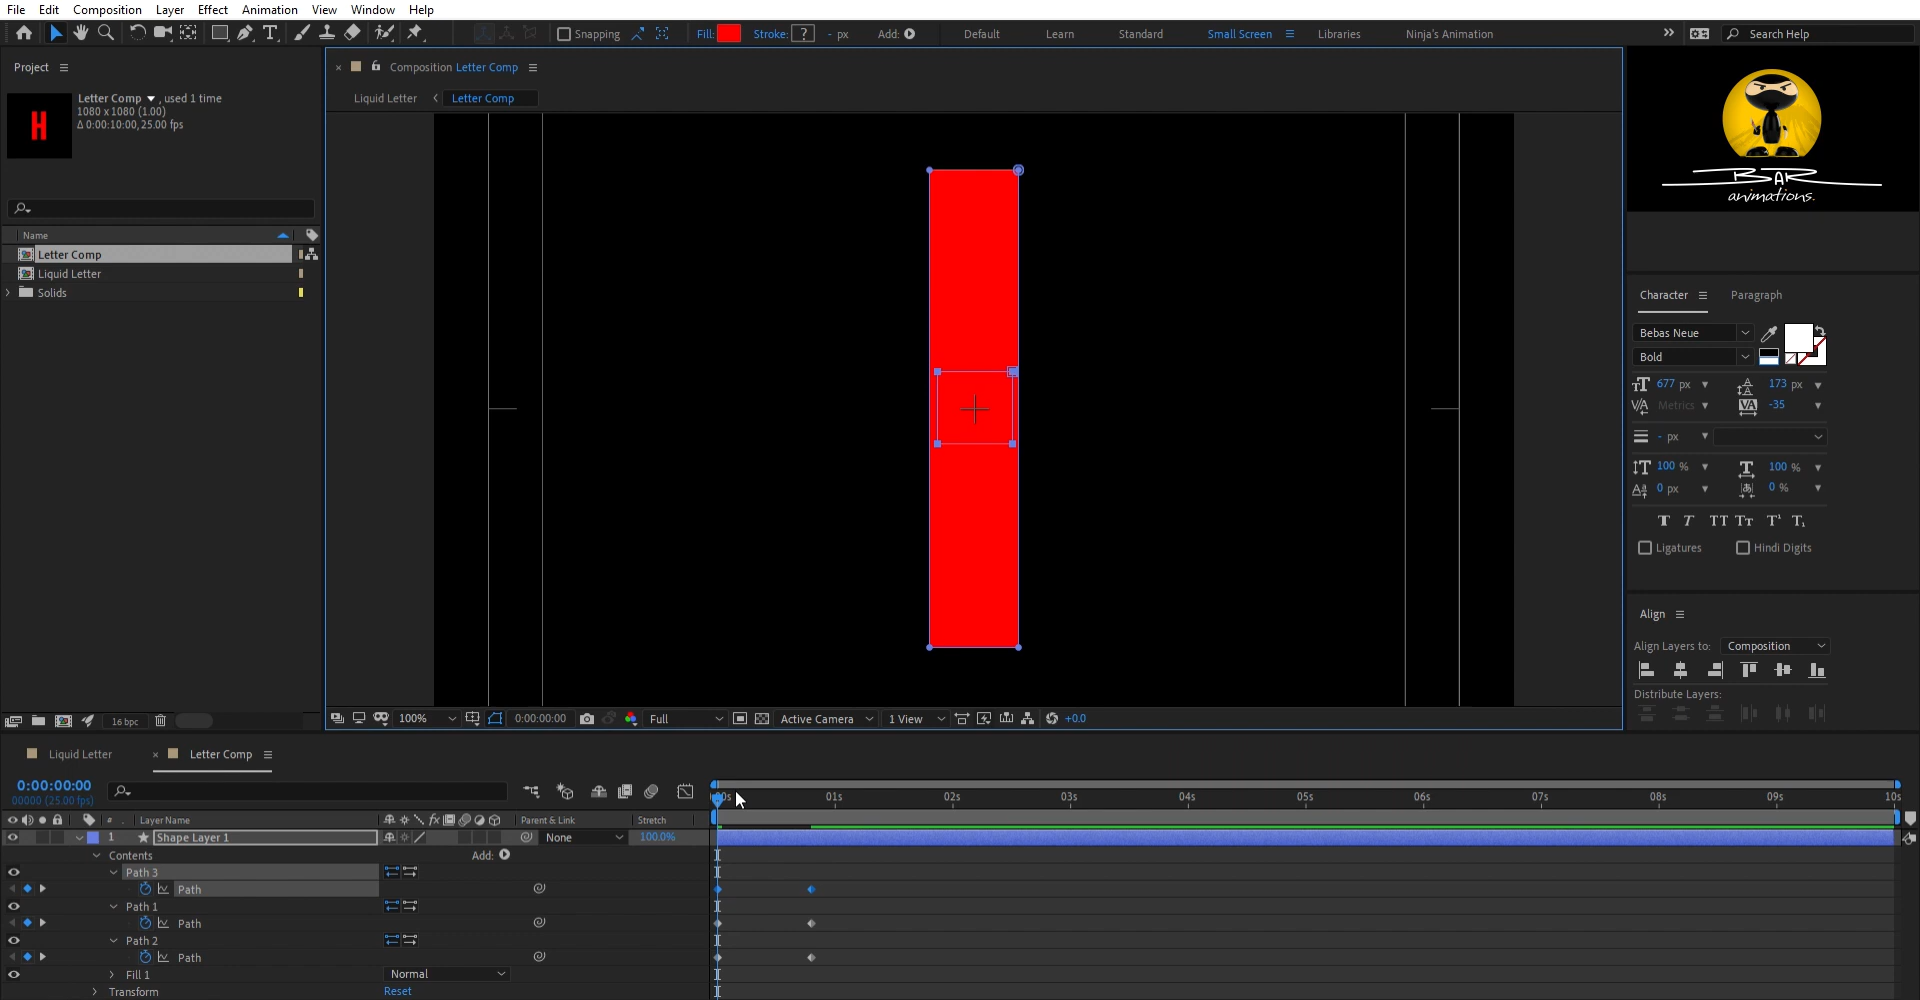 File Edit Composition Layer Effect Animation View Window Help
Snapping Fill: Stroke: ? - px Add: Default Learn Standard Small Screen Libraries Ninja's Animation Search Help
Project
Letter Comp , used 1 time
1080 x 1080 (1.00)
Δ 0:00:10:00, 25.00 fps
H
Name
Letter Comp
Liquid Letter
Solids
16 bpc
Composition Letter Comp
Liquid Letter Letter Comp
100% 0:00:00:00 Full Active Camera 1 View +0.0
BAR
animations.
Character Paragraph
Bebas Neue
Bold
677 px 173 px
Metrics -35
- px
100 % 100 %
0 px 0 %
T T TT Tт T¹ T₁
Ligatures Hindi Digits
Align
Align Layers to: Composition
Distribute Layers:
Liquid Letter Letter Comp
0:00:00:00
00000 (25.00 fps)
00s 01s 02s 03s 04s 05s 06s 07s 08s 09s 10s
# Layer Name fx Parent & Link Stretch
1 Shape Layer 1 None 100.0%
Contents Add:
Path 3
Path
Path 1
Path
Path 2
Path
Fill 1 Normal
Transform Reset